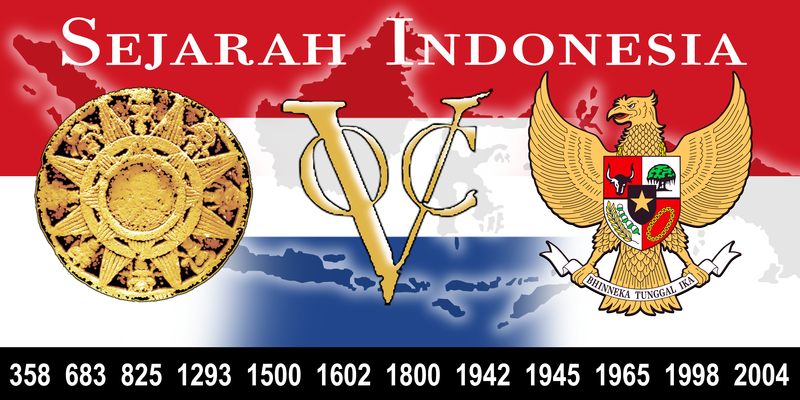 SEJARAH INDONESIA
VOC
BHINNEKA TUNGGAL IKA
358 683 825 1293 1500 1602 1800 1942 1945 1965 1998 2004